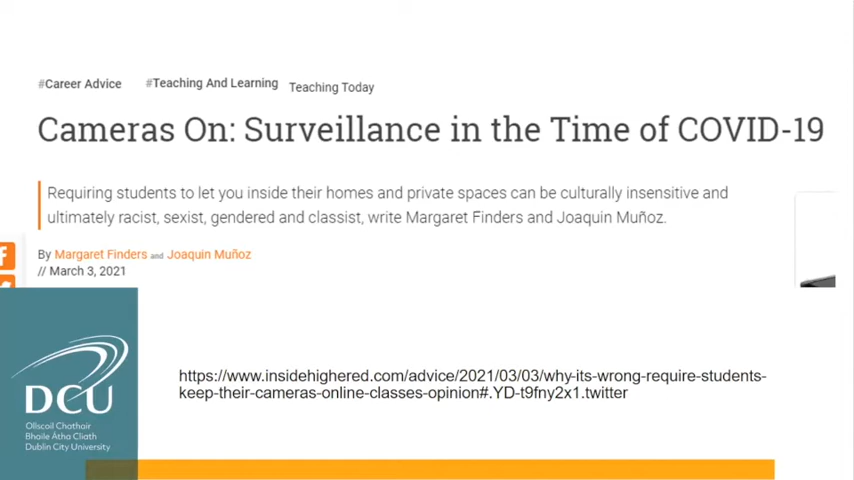 #Career Advice #Teaching And Learning Teaching Today
Cameras On: Surveillance in the Time of COVID-19
Requiring students to let you inside their homes and private spaces can be culturally insensitive and
ultimately racist, sexist, gendered and classist, write Margaret Finders and Joaquin Muñoz.
By Margaret Finders and Joaquin Muñoz
// March 3, 2021
https://www.insidehighered.com/advice/2021/03/03/why-its-wrong-require-students-
keep-their-cameras-online-classes-opinion#.YD-t9fny2x1.twitter
DCU
Ollscoil Chathair
Bhaile Átha Cliath
Dublin City University